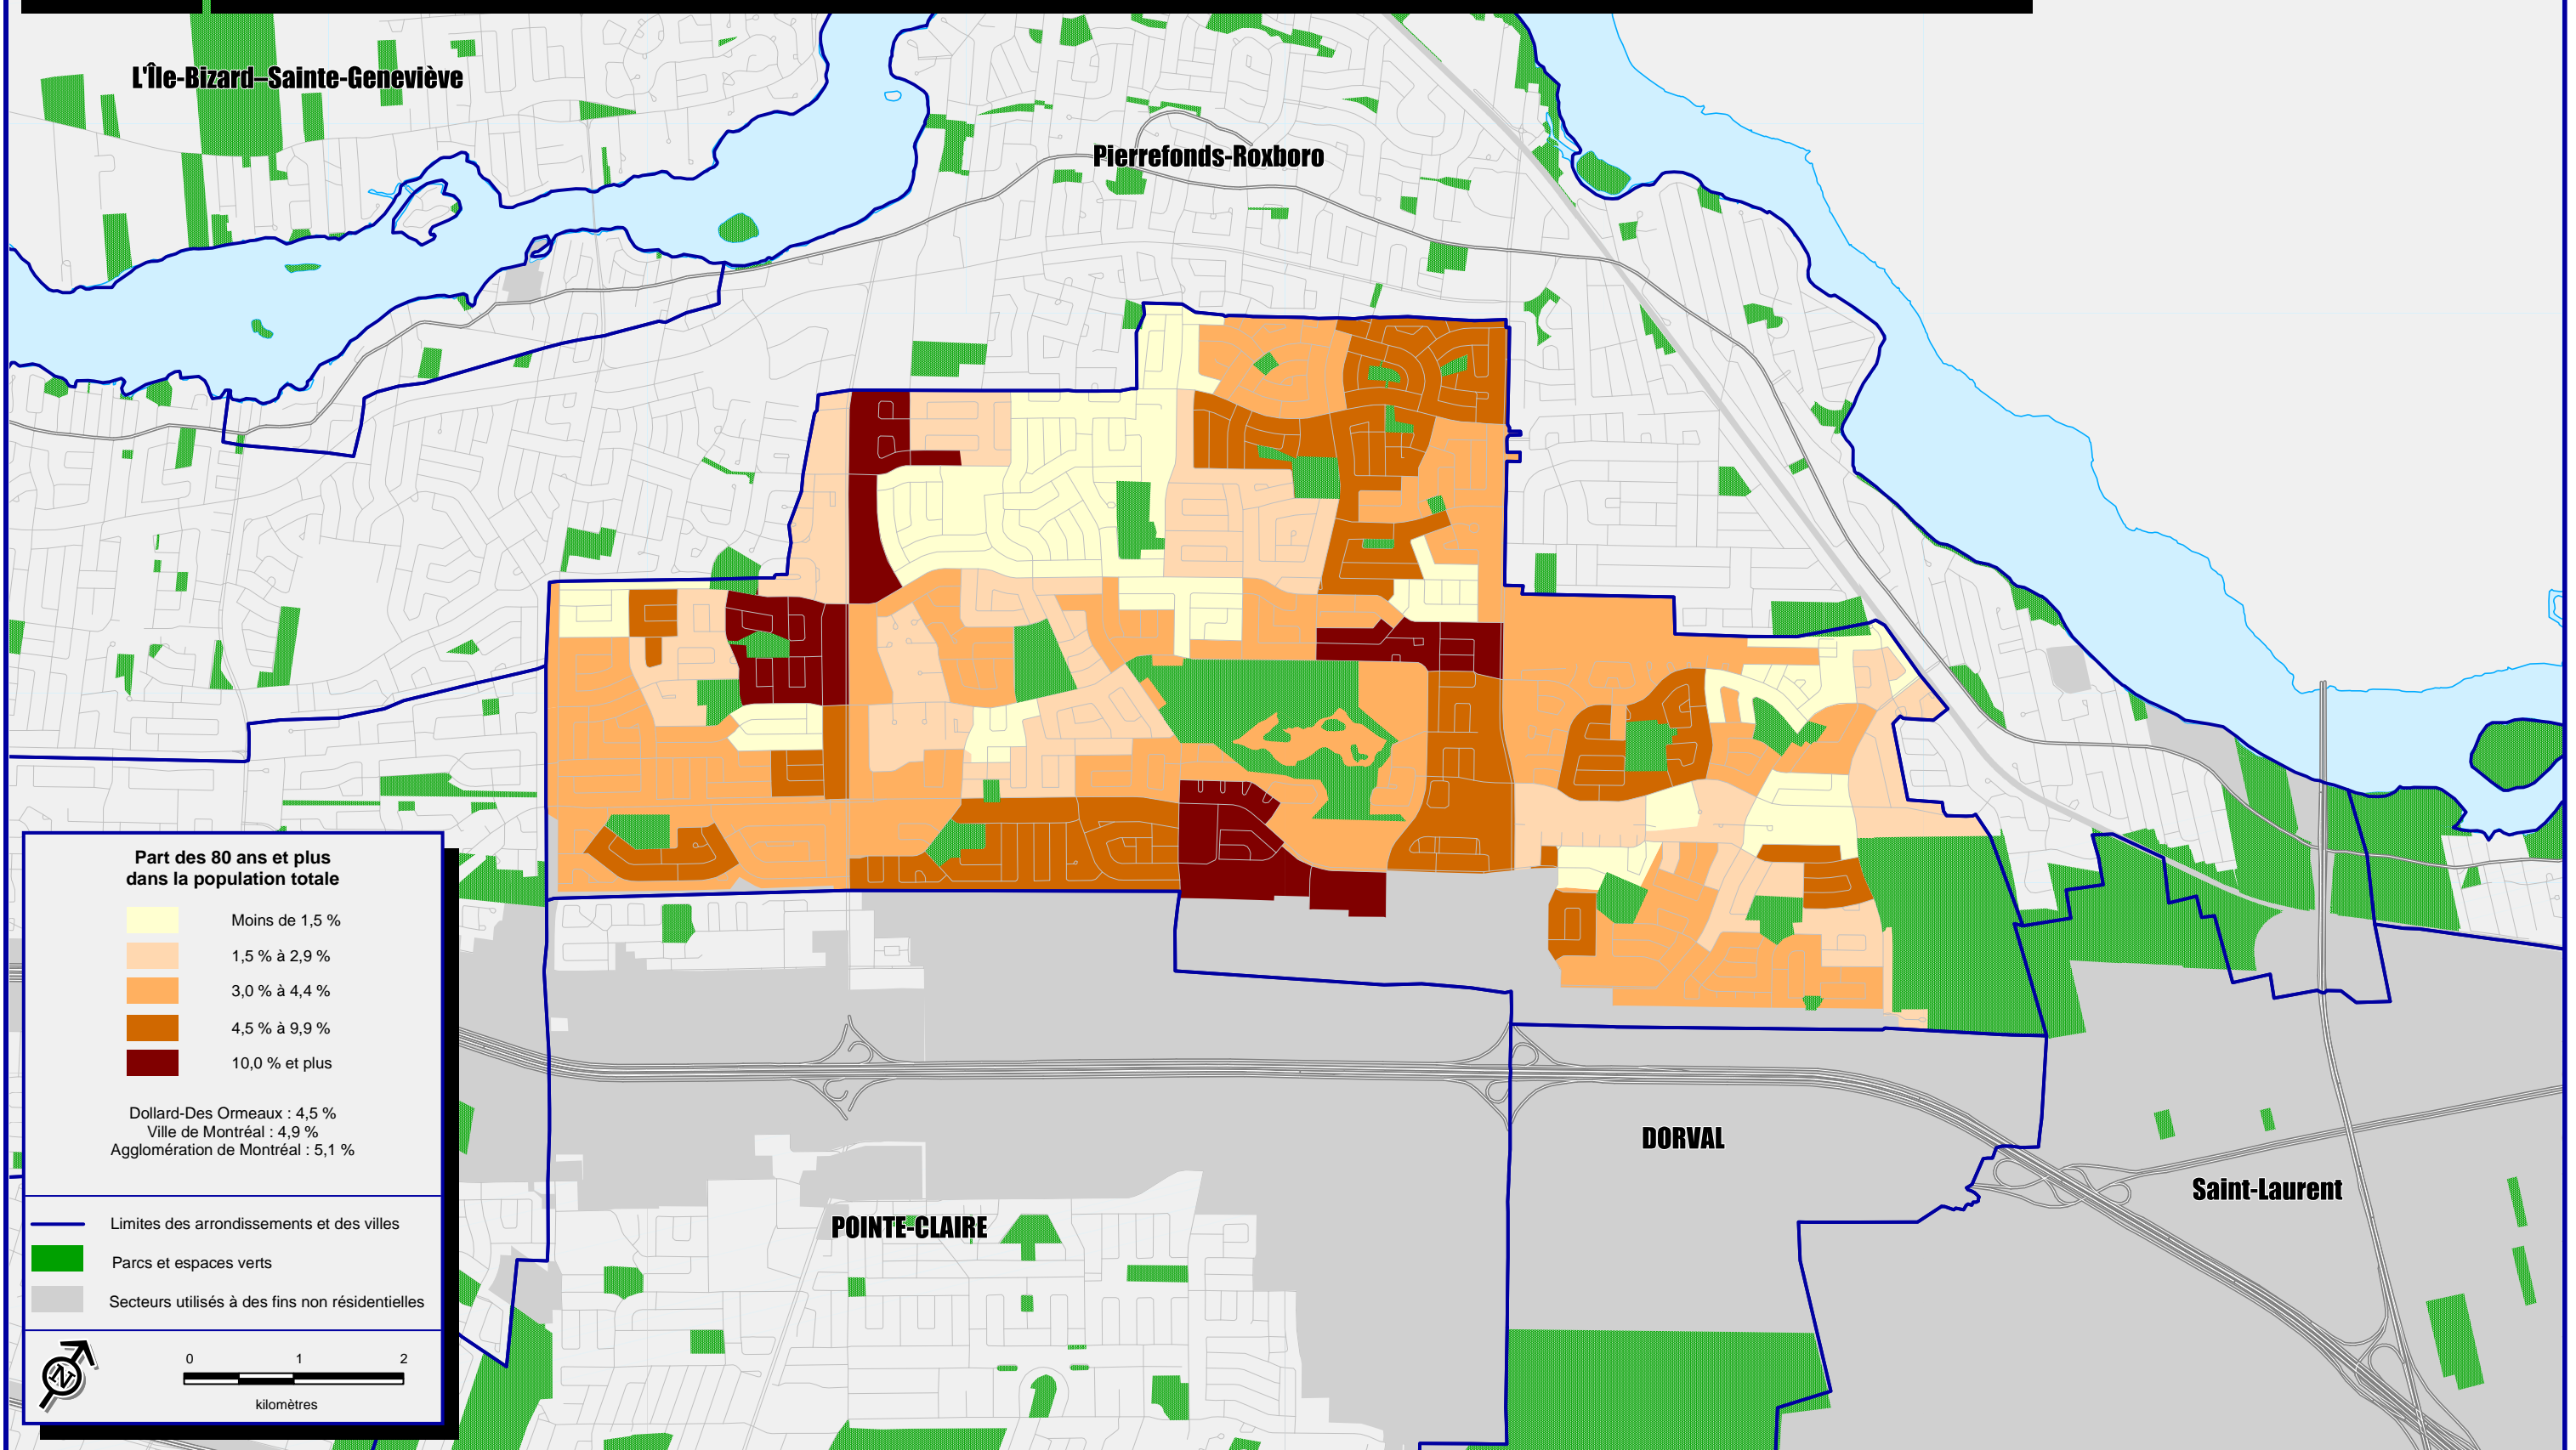 L'Île-Bizard–Sainte-Geneviève
Pierrefonds-Roxboro
Part des 80 ans et plus
dans la population totale
Moins de 1,5 %
1,5 % à 2,9 %
3,0 % à 4,4 %
4,5 % à 9,9 %
10,0 % et plus
Dollard-Des Ormeaux : 4,5 %
Ville de Montréal : 4,9 %
Agglomération de Montréal : 5,1 %
Limites des arrondissements et des villes
Parcs et espaces verts
Secteurs utilisés à des fins non résidentielles
N
0 1 2
kilomètres
DORVAL
Saint-Laurent
POINTE-CLAIRE